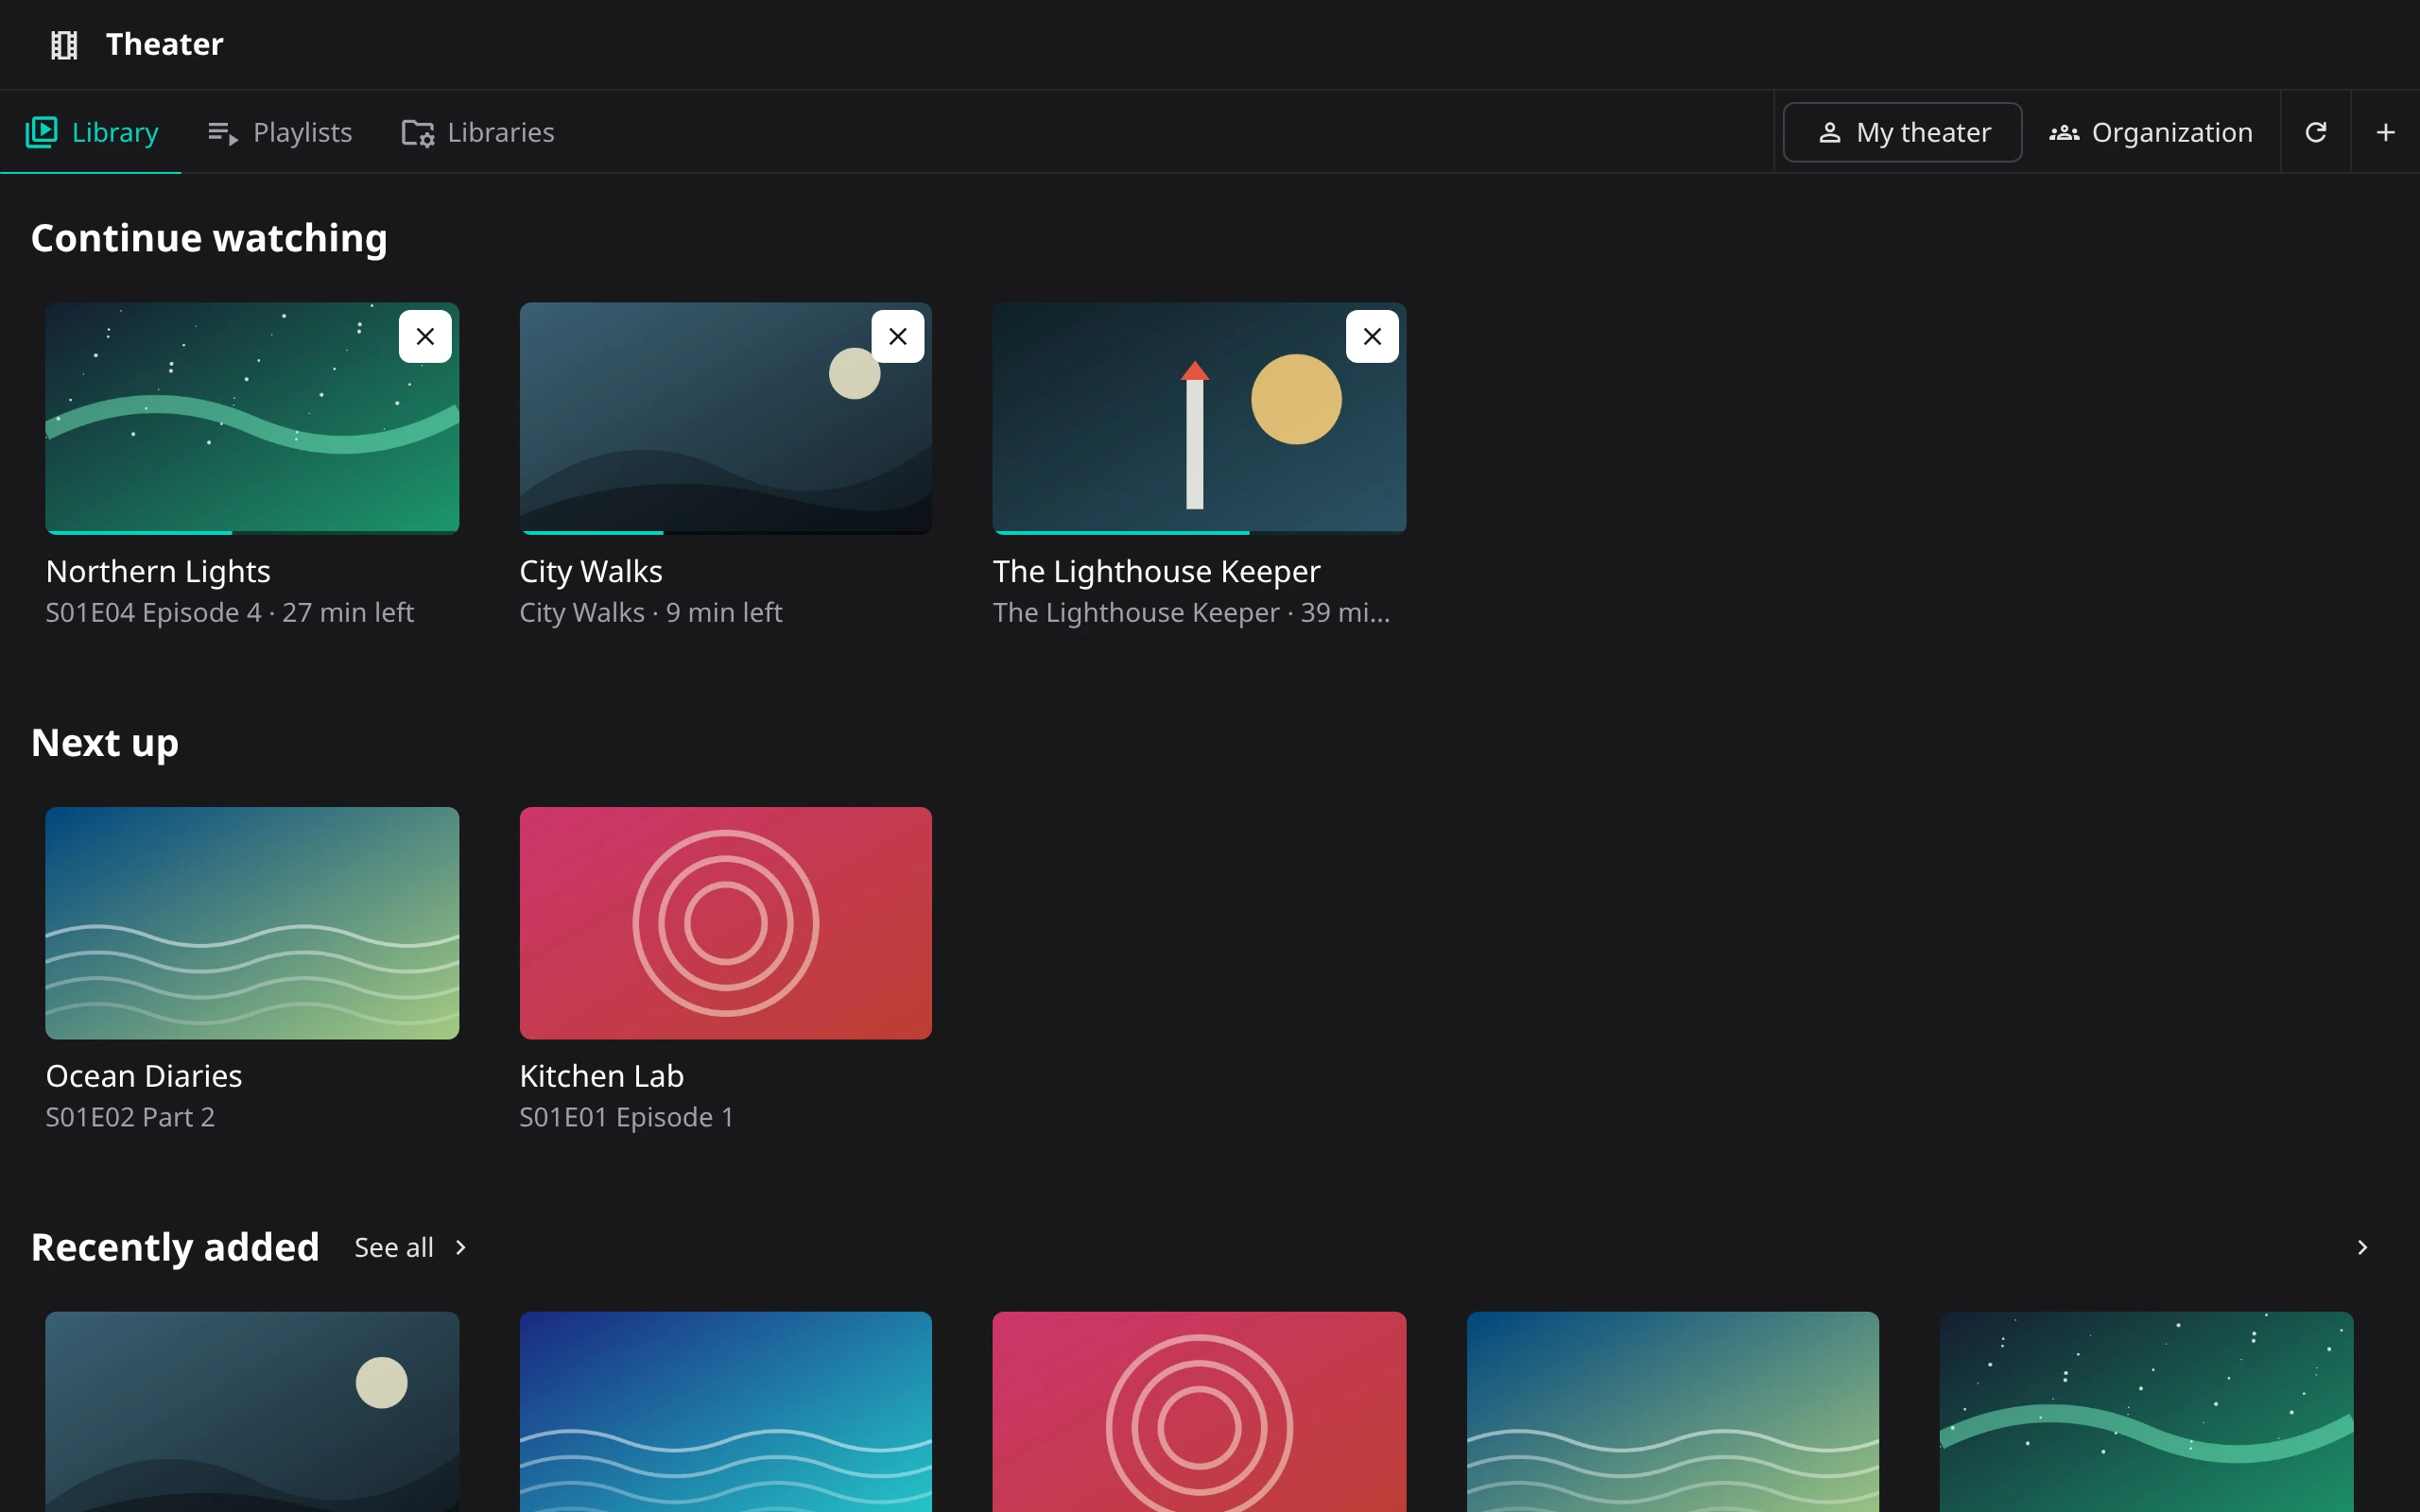 Theater
Library
Playlists
Libraries
My theater
Organization
Continue watching
Northern Lights
S01E04 Episode 4 · 27 min left
City Walks
City Walks · 9 min left
The Lighthouse Keeper
The Lighthouse Keeper · 39 mi...
Next up
Ocean Diaries
S01E02 Part 2
Kitchen Lab
S01E01 Episode 1
Recently added
See all